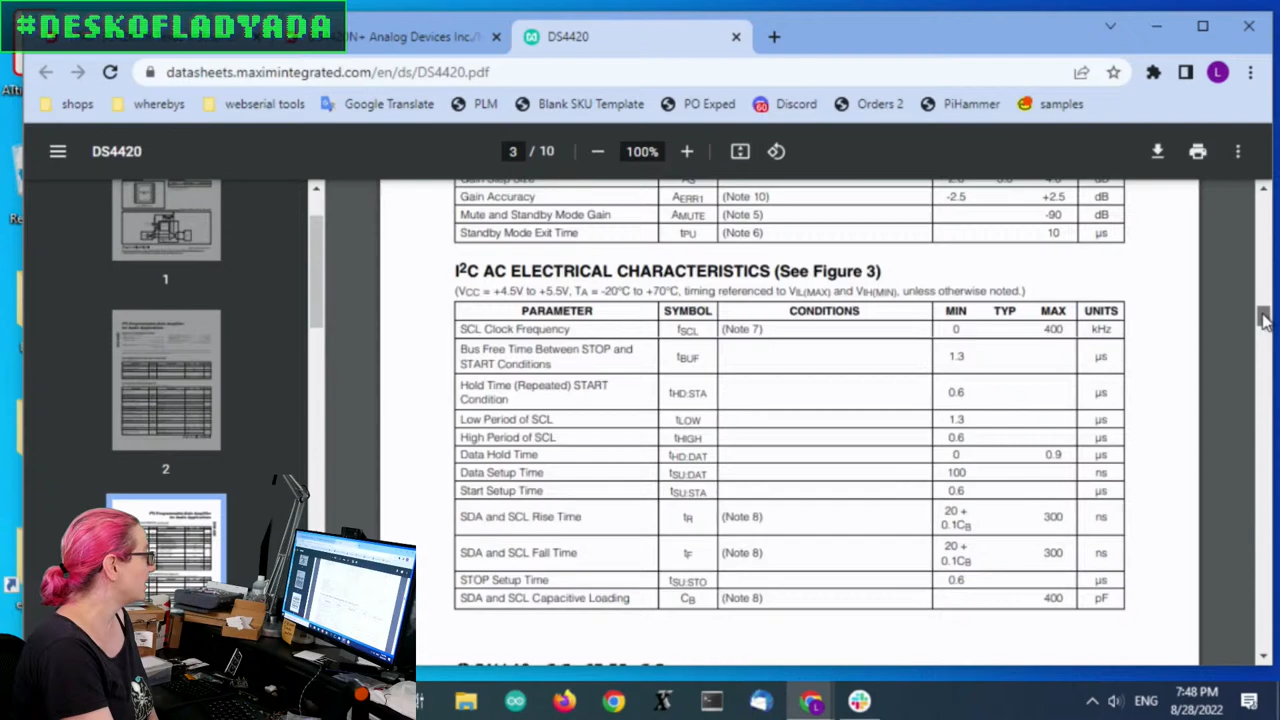 #DESKOFLADYADA
20N+ Analog Devices Inc./
DS4420
datasheets.maximintegrated.com/en/ds/DS4420.pdf
L
shops
wherebys
webserial tools
Google Translate
PLM
Blank SKU Template
PO Exped
60
Discord
Orders 2
PiHammer
samples
DS4420
3 / 10
100%
Gain Accuracy AERR1 (Note 10) -2.5 +2.5 dB
Mute and Standby Mode Gain AMUTE (Note 5) -90 dB
Standby Mode Exit Time tPU (Note 6) 10 µs
I2C AC ELECTRICAL CHARACTERISTICS (See Figure 3)
(VCC = +4.5V to +5.5V, TA = -20°C to +70°C, timing referenced to VIL(MAX) and VIH(MIN), unless otherwise noted.)
PARAMETER SYMBOL CONDITIONS MIN TYP MAX UNITS
SCL Clock Frequency fSCL (Note 7) 0 400 kHz
Bus Free Time Between STOP and
START Conditions tBUF 1.3 µs
Hold Time (Repeated) START
Condition tHD:STA 0.6 µs
Low Period of SCL tLOW 1.3 µs
High Period of SCL tHIGH 0.6 µs
Data Hold Time tHD:DAT 0 0.9 µs
Data Setup Time tSU:DAT 100 ns
Start Setup Time tSU:STA 0.6 µs
SDA and SCL Rise Time tR (Note 8) 20 +
0.1CB 300 ns
SDA and SCL Fall Time tF (Note 8) 20 +
0.1CB 300 ns
STOP Setup Time tSU:STO 0.6 µs
SDA and SCL Capacitive Loading CB (Note 8) 400 pF
1
2
ENG
7:48 PM
8/28/2022